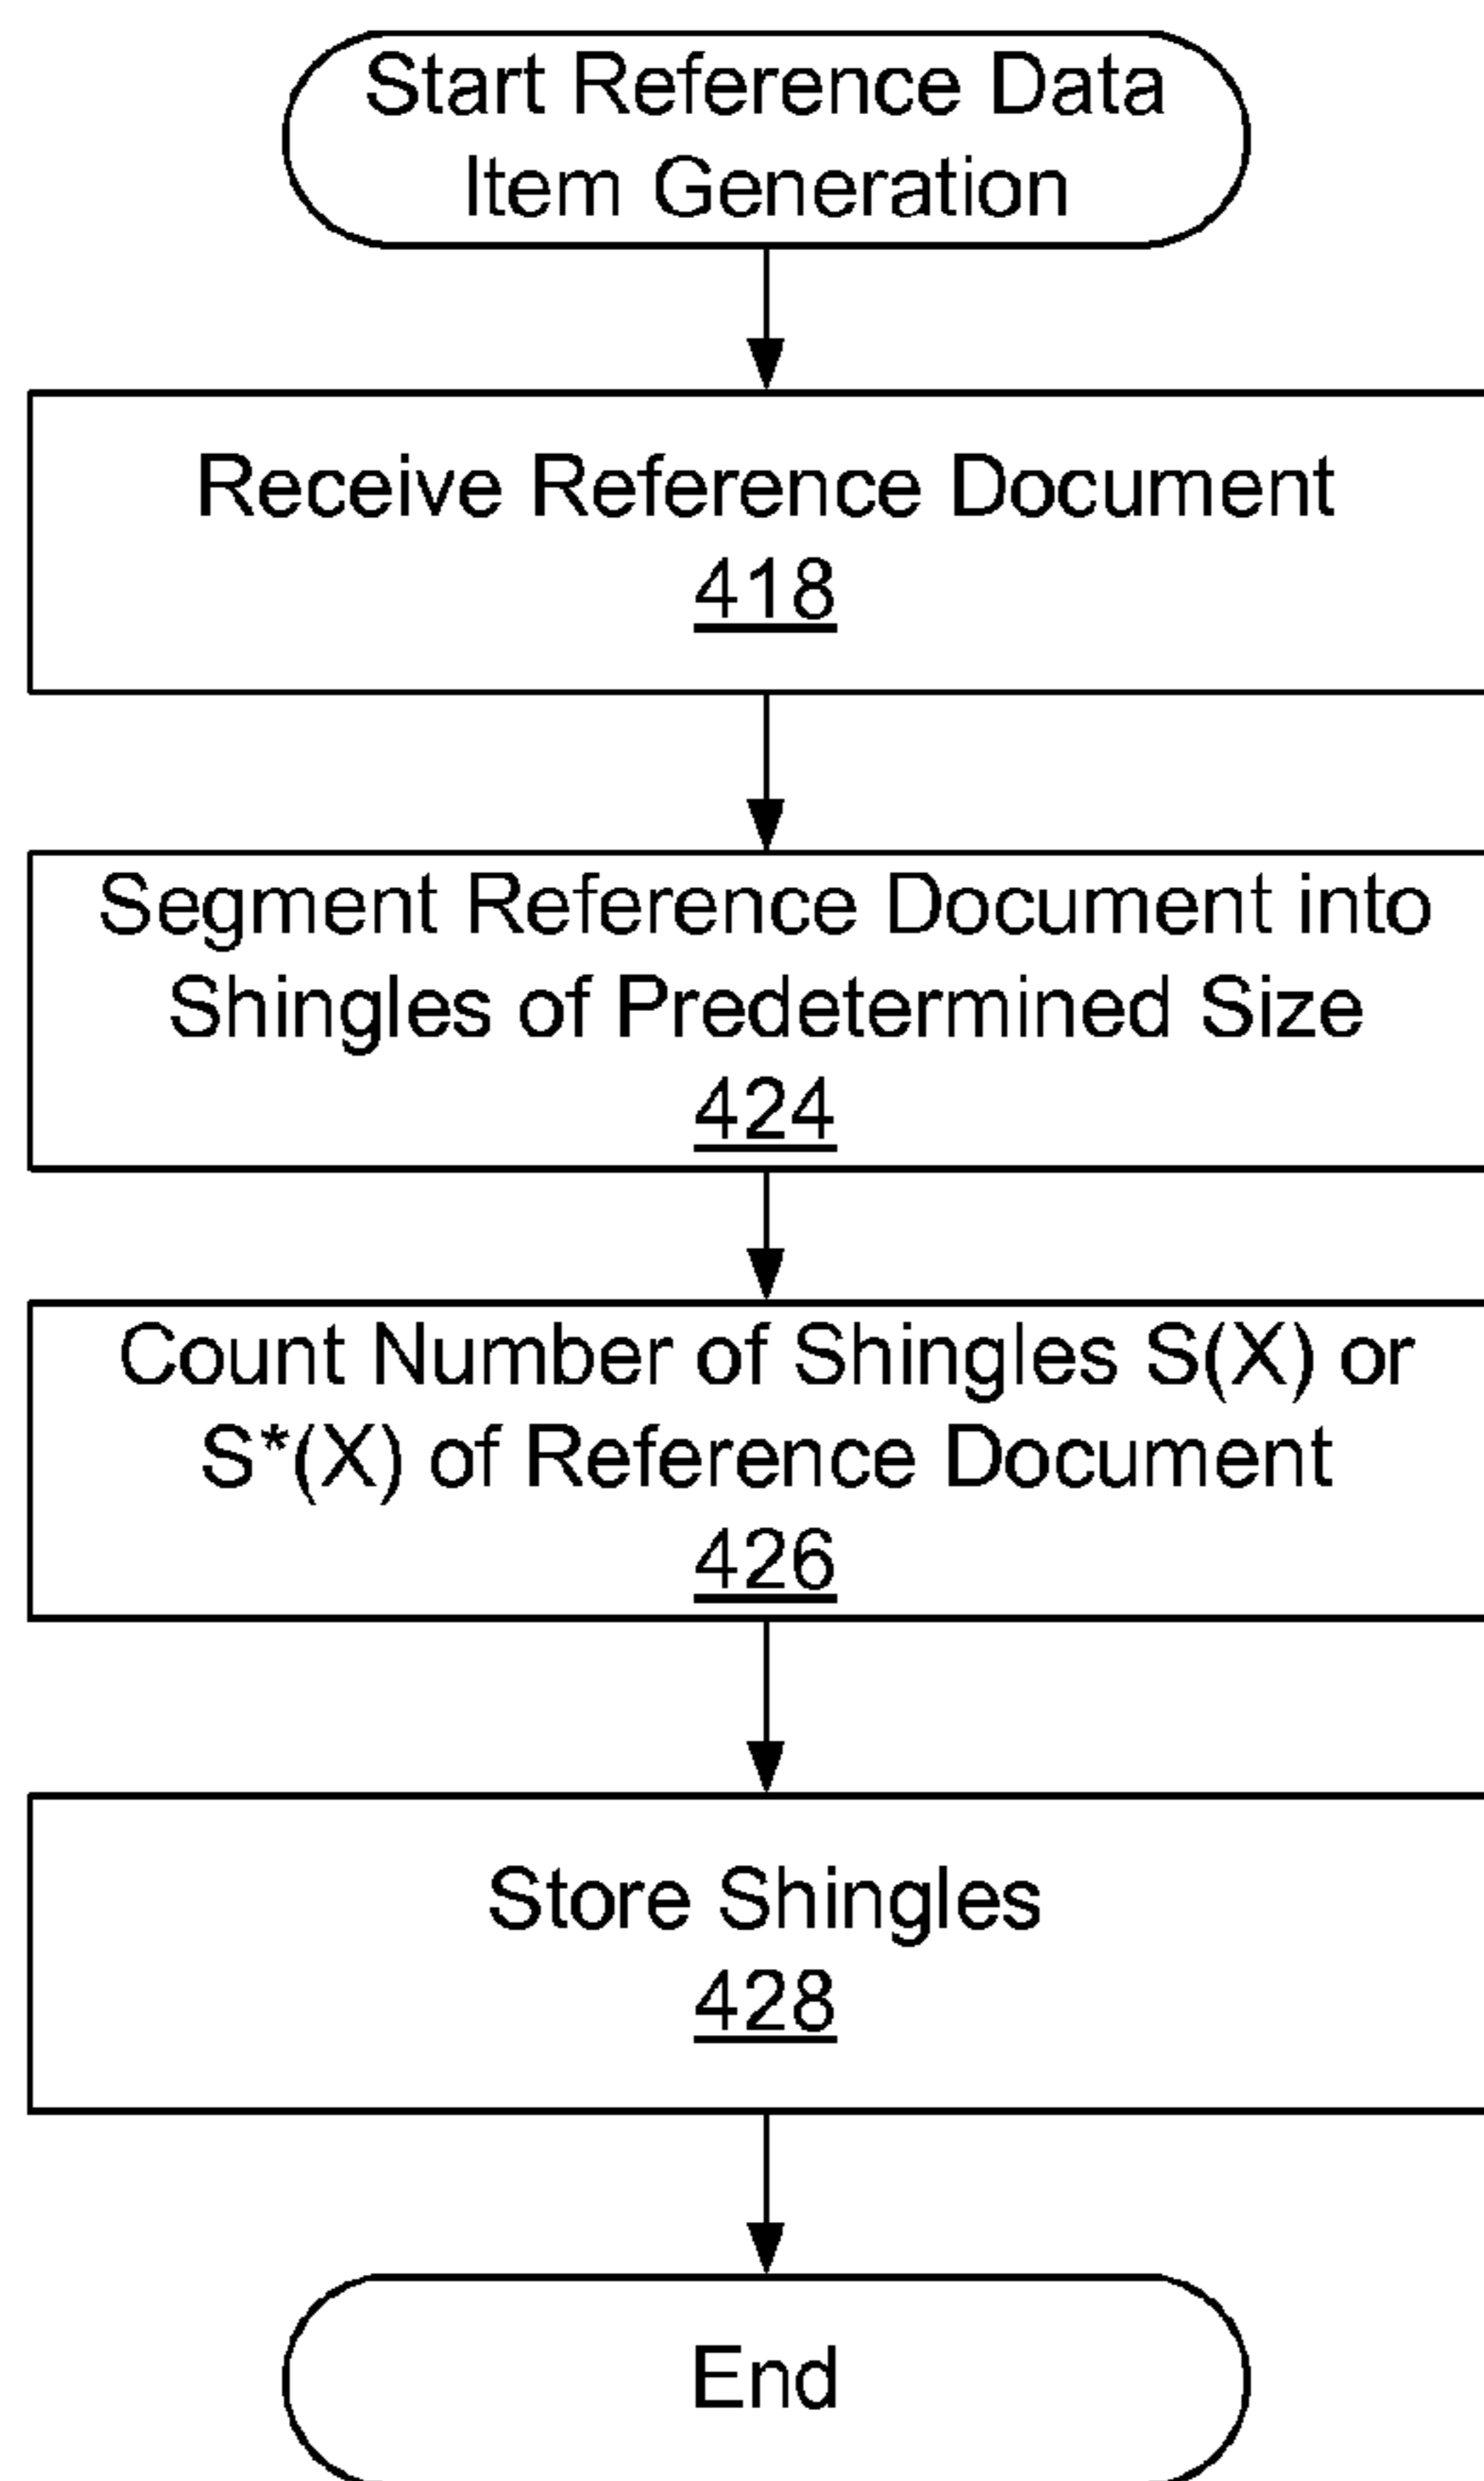 Start Reference Data
Item Generation
Receive Reference Document
418
Segment Reference Document into
Shingles of Predetermined Size
424
Count Number of Shingles S(X) or
S*(X) of Reference Document
426
Store Shingles
428
End